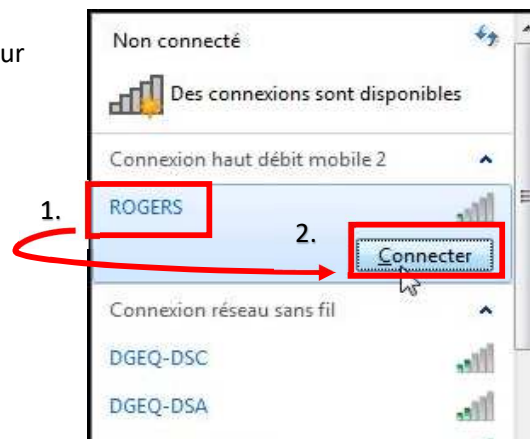 ur
Non connecté
Des connexions sont disponibles
Connexion haut débit mobile 2
1.
ROGERS
2.
Connecter
Connexion réseau sans fil
DGEQ-DSC
DGEQ-DSA